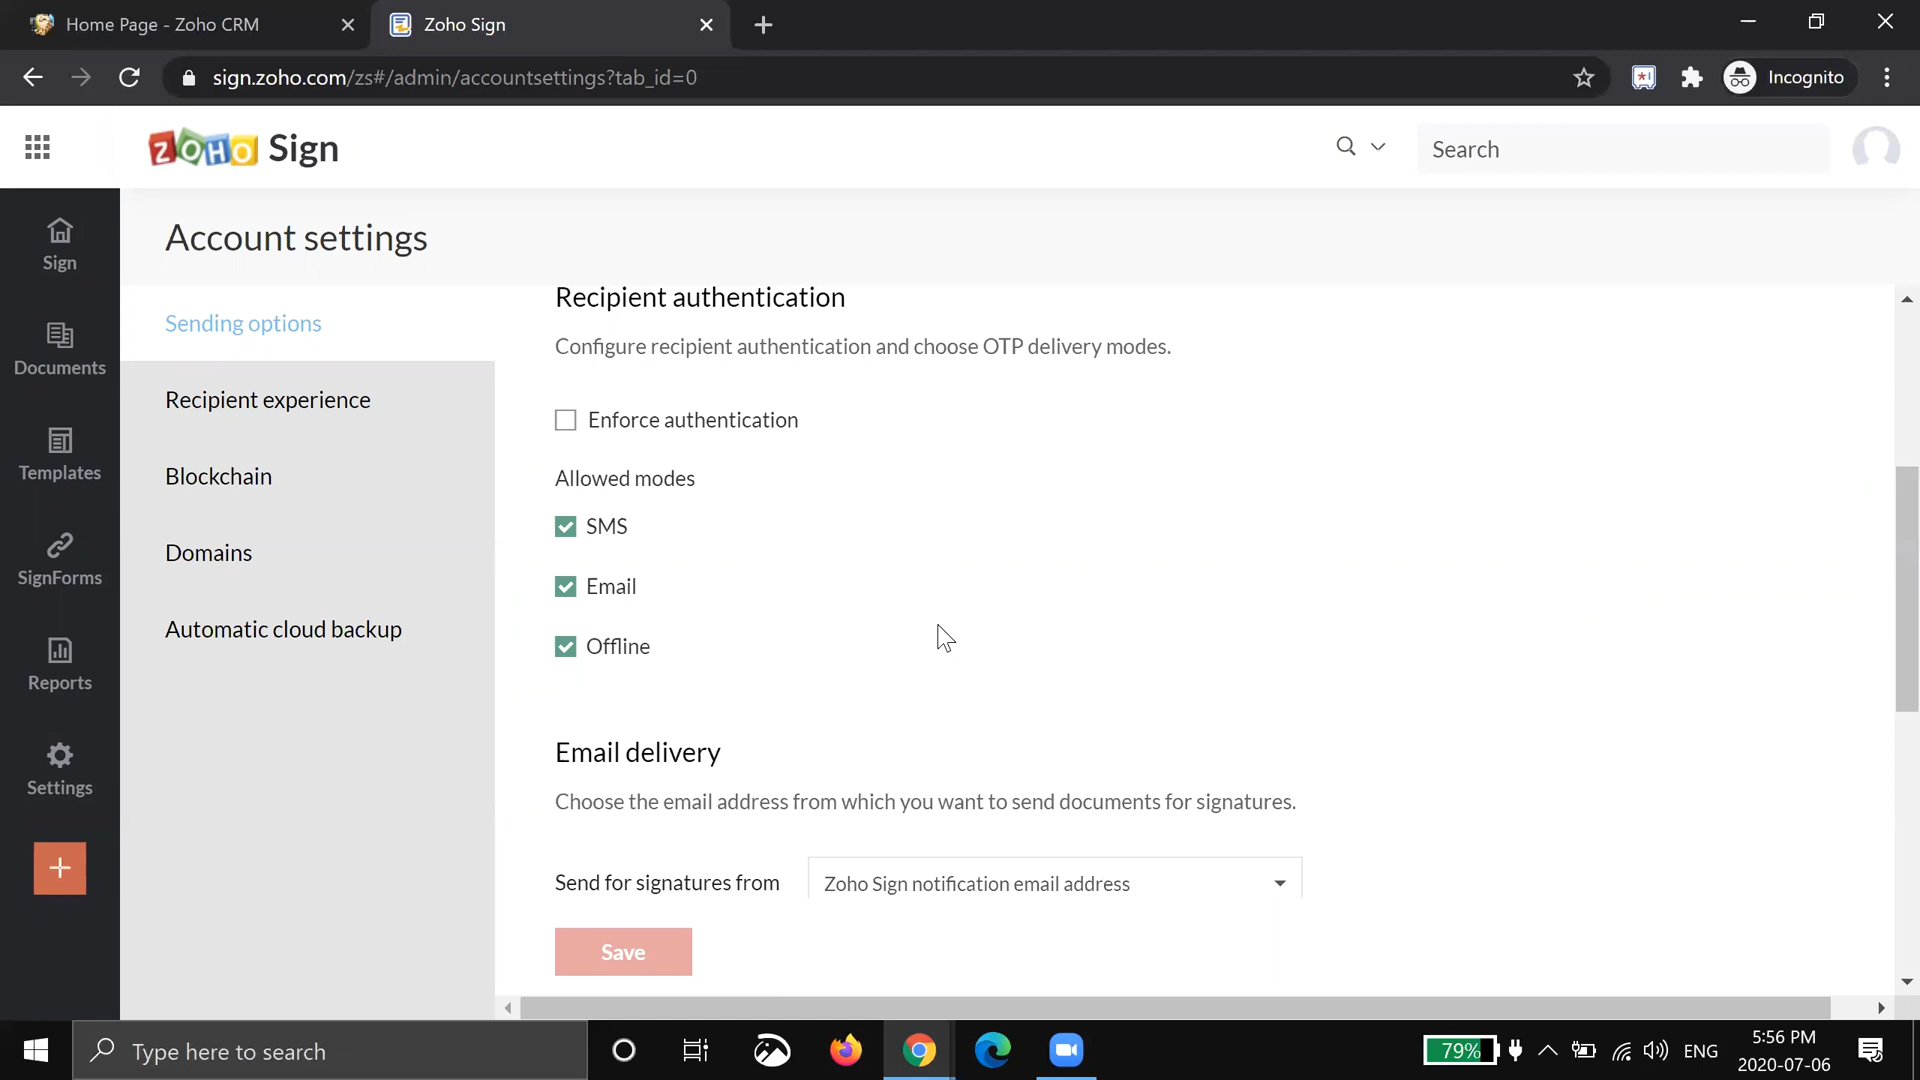 Home Page - Zoho CRM
Zoho Sign
sign.zoho.com/zs#/admin/accountsettings?tab_id=0
Incognito
ZOHO Sign
Search
Account settings
Sign
Documents
Templates
SignForms
Reports
Settings
Sending options
Recipient experience
Blockchain
Domains
Automatic cloud backup
Recipient authentication
Configure recipient authentication and choose OTP delivery modes.
Enforce authentication
Allowed modes
SMS
Email
Offline
Email delivery
Choose the email address from which you want to send documents for signatures.
Send for signatures from
Zoho Sign notification email address
Save
Type here to search
79%
ENG
5:56 PM
2020-07-06